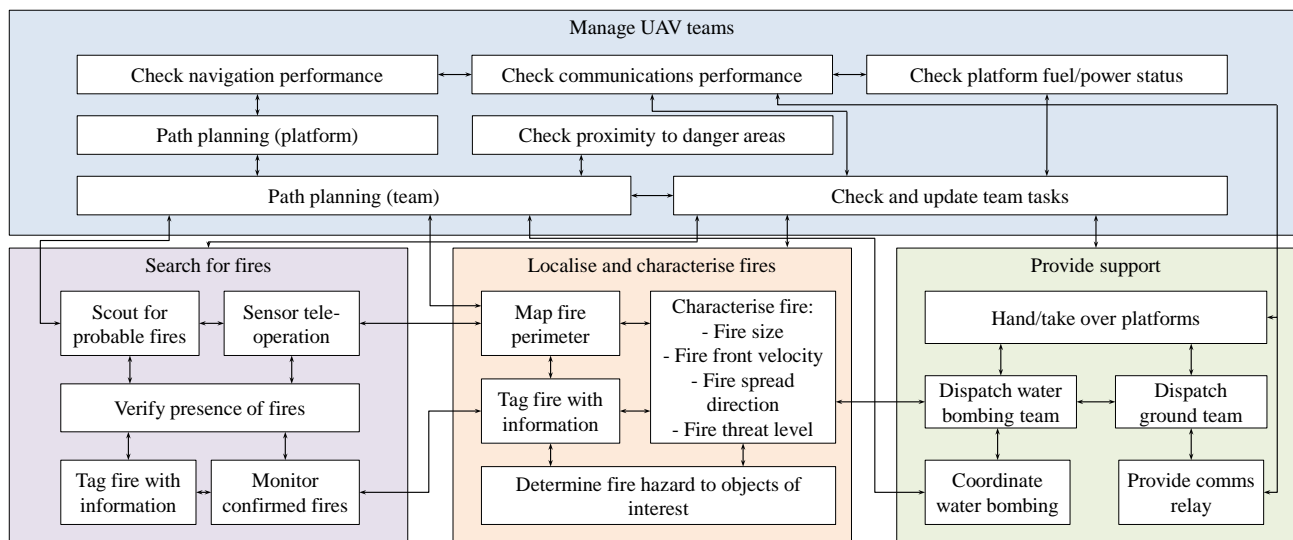 Manage UAV teams
Check navigation performance
Check communications performance
Check platform fuel/power status
Path planning (platform)
Check proximity to danger areas
Path planning (team)
Check and update team tasks
Search for fires
Scout for
probable fires
Sensor tele-
operation
Verify presence of fires
Tag fire with
information
Monitor
confirmed fires
Localise and characterise fires
Map fire
perimeter
Characterise fire:
- Fire size
- Fire front velocity
- Fire spread
direction
- Fire threat level
Tag fire with
information
Determine fire hazard to objects of
interest
Provide support
Hand/take over platforms
Dispatch water
bombing team
Dispatch
ground team
Coordinate
water bombing
Provide comms
relay